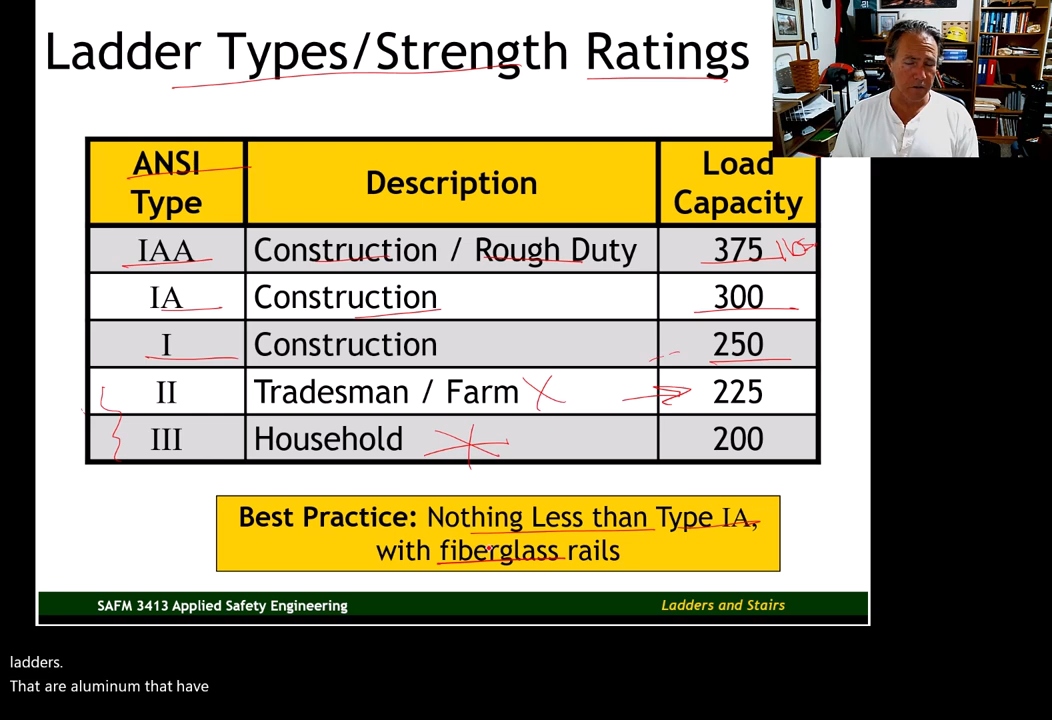 Ladder Types/Strength Ratings
ANSI Type
Description
Load Capacity
IAA
Construction / Rough Duty
375 lbs
IA
Construction
300
I
Construction
250
II
Tradesman / Farm
225
III
Household
200
Best Practice: Nothing Less than Type IA,
with fiberglass rails
SAFM 3413 Applied Safety Engineering
Ladders and Stairs
ladders.
That are aluminum that have